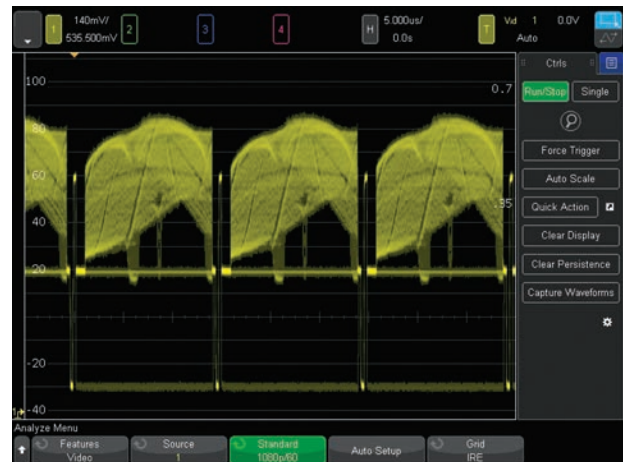 1 140mV/ 535.500mV 2 3 4 H 5.000us/ 0.0s T Vid 1 0.0V Auto
Ctrls
100 0.7
Run/Stop Single
80
Force Trigger
60
Auto Scale
.35
Quick Action
40
Clear Display
20
Clear Persistence
Capture Waveforms
-20
-40
Analyze Menu
Features Source Standard Auto Setup Grid
Video 1 1080p/60 IRE